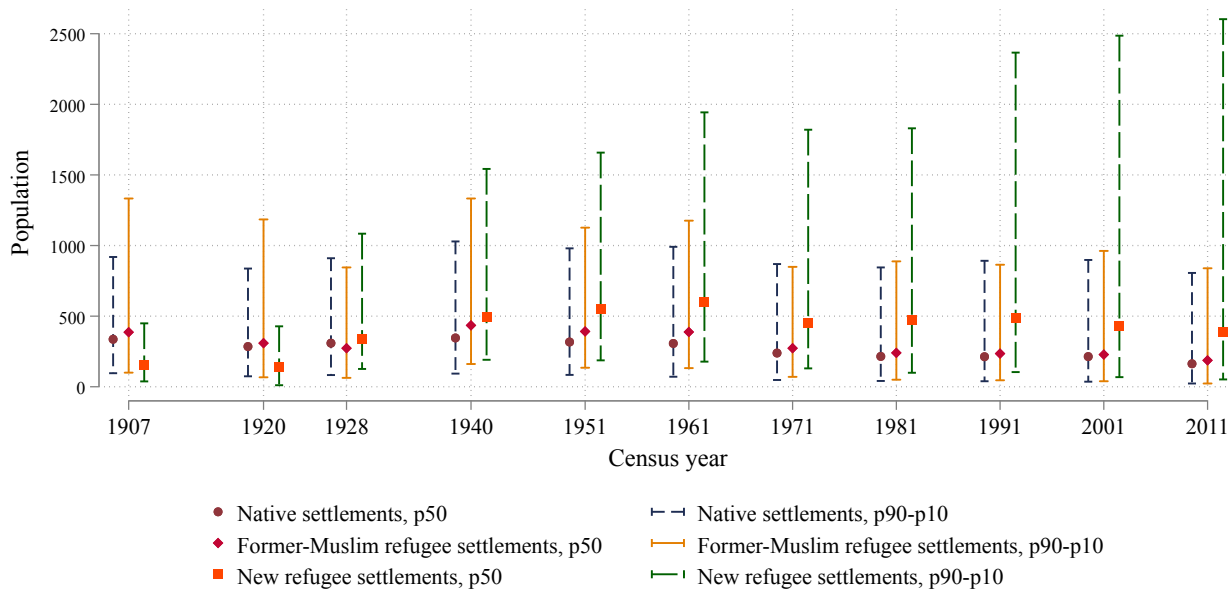 2500
2000
1500
1000
500
0
Population
1907 1920 1928 1940 1951 1961 1971 1981 1991 2001 2011
Census year
Native settlements, p50 Native settlements, p90-p10
Former-Muslim refugee settlements, p50 Former-Muslim refugee settlements, p90-p10
New refugee settlements, p50 New refugee settlements, p90-p10